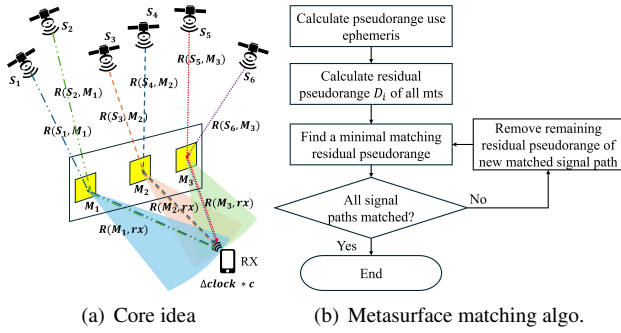 S₁
S₂
S₃
S₄
S₅
S₆
R(S₁, M₁)
R(S₂, M₁)
R(S₃, M₂)
R(S₄, M₂)
R(S₅, M₃)
R(S₆, M₃)
M₁
M₂
M₃
R(M₁, rx)
R(M₂, rx)
R(M₃, rx)
RX
Δclock * c
(a) Core idea
Calculate pseudorange use
ephemeris
Calculate residual
pseudorange Dᵢ of all mts
Find a minimal matching
residual pseudorange
Remove remaining
residual pseudorange of
new matched signal path
All signal
paths matched?
No
Yes
End
(b) Metasurface matching algo.